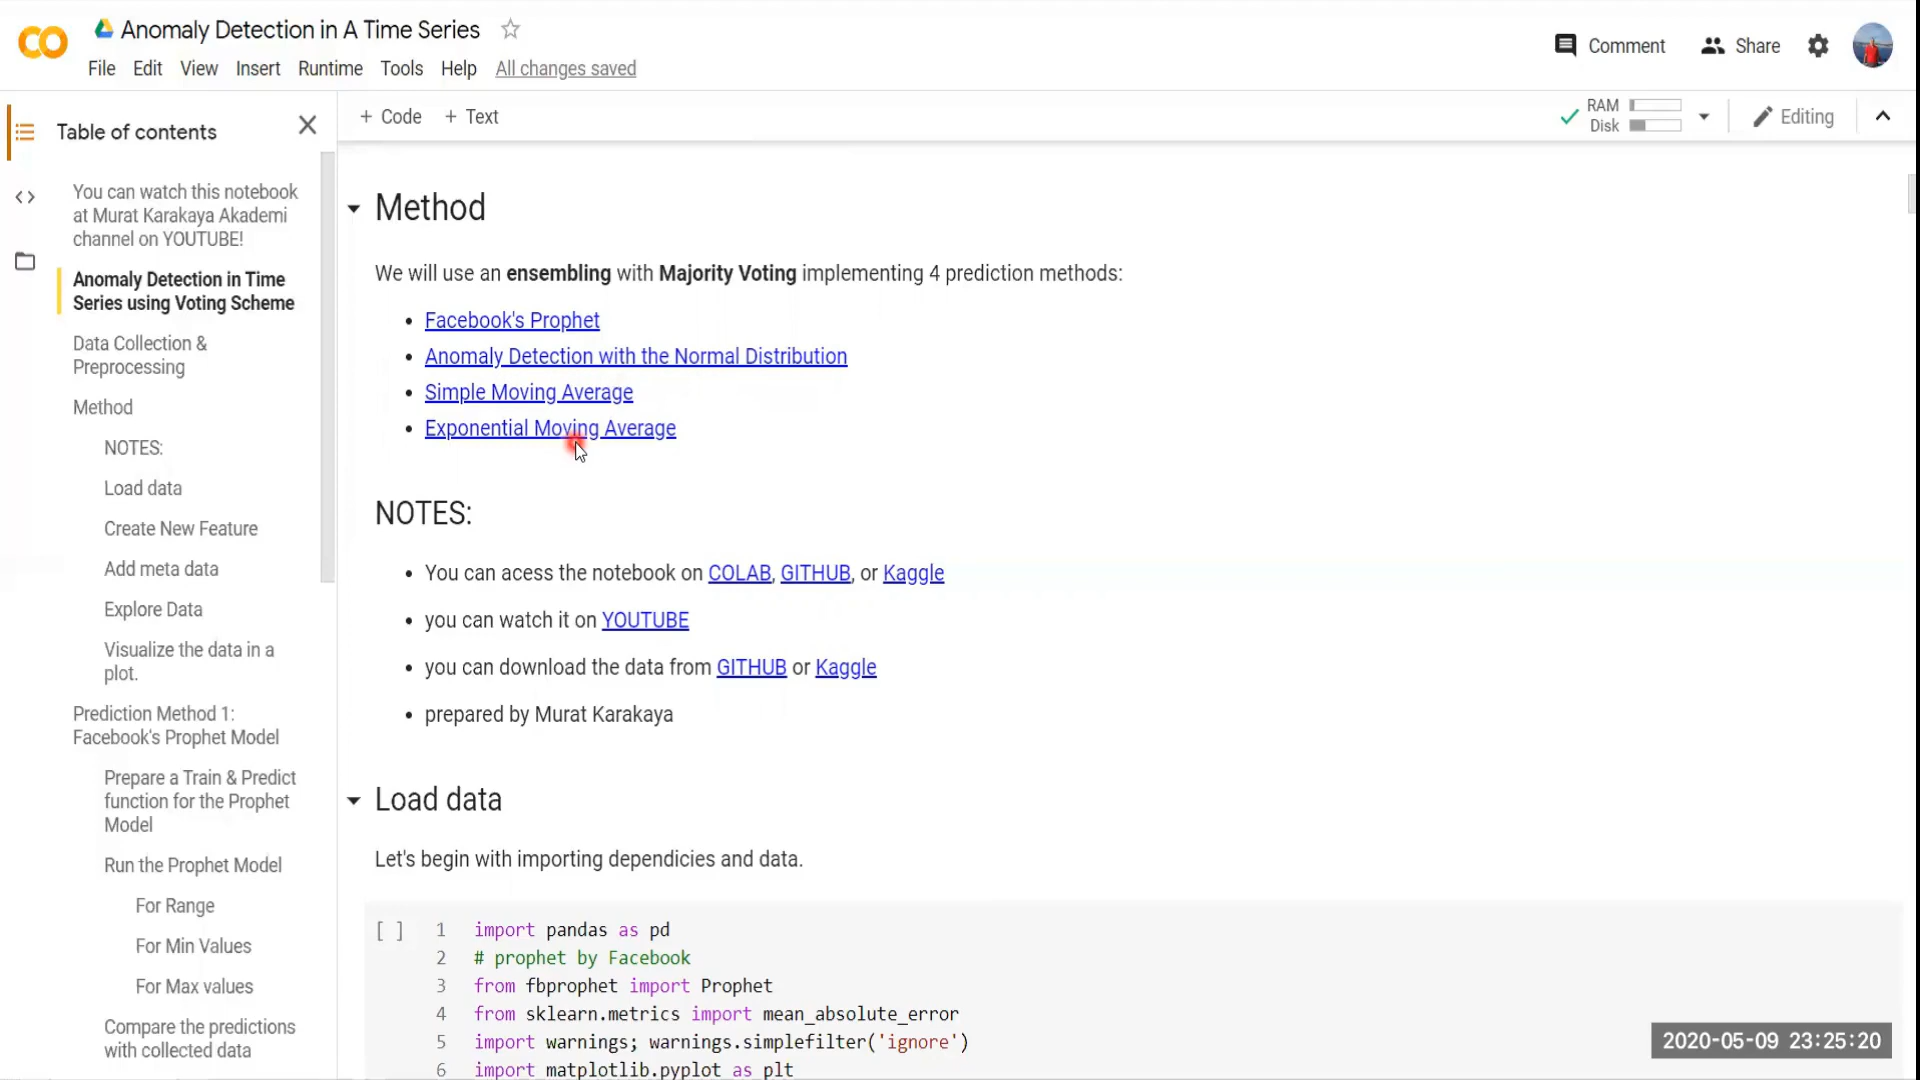 Anomaly Detection in A Time Series
Comment
Share
File Edit View Insert Runtime Tools Help All changes saved
+ Code + Text
RAM
Disk
Editing
Table of contents
You can watch this notebook
at Murat Karakaya Akademi
channel on YOUTUBE!
Anomaly Detection in Time
Series using Voting Scheme
Data Collection &
Preprocessing
Method
NOTES:
Load data
Create New Feature
Add meta data
Explore Data
Visualize the data in a
plot.
Prediction Method 1:
Facebook's Prophet Model
Prepare a Train & Predict
function for the Prophet
Model
Run the Prophet Model
For Range
For Min Values
For Max values
Compare the predictions
with collected data
Method
We will use an ensembling with Majority Voting implementing 4 prediction methods:
• Facebook's Prophet
• Anomaly Detection with the Normal Distribution
• Simple Moving Average
• Exponential Moving Average
NOTES:
• You can acess the notebook on COLAB, GITHUB, or Kaggle
• you can watch it on YOUTUBE
• you can download the data from GITHUB or Kaggle
• prepared by Murat Karakaya
Load data
Let's begin with importing dependicies and data.
[ ] 1 import pandas as pd
2 # prophet by Facebook
3 from fbprophet import Prophet
4 from sklearn.metrics import mean_absolute_error
5 import warnings; warnings.simplefilter('ignore')
6 import matplotlib.pyplot as plt
2020-05-09 23:25:20